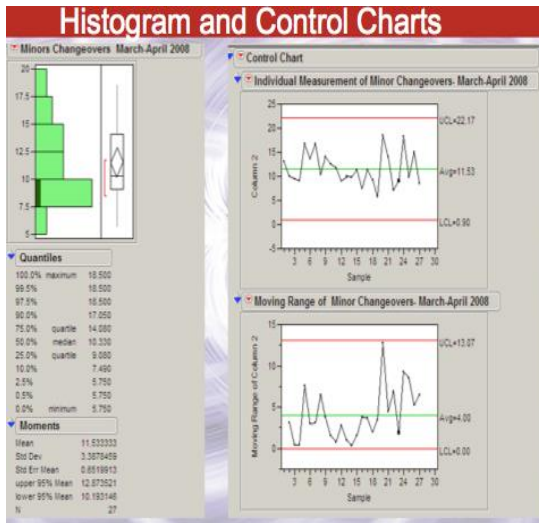 Histogram and Control Charts
Minors Changeovers March-April 2008
20
17.5
15
12.5
10
7.5
5
Quantiles
100.0% maximum 18.500
99.5% 18.500
97.5% 18.500
90.0% 17.050
75.0% quartile 14.080
50.0% median 10.330
25.0% quartile 9.080
10.0% 7.490
2.5% 5.750
0.5% 5.750
0.0% minimum 5.750
Moments
Mean 11.533333
Std Dev 3.3878459
Std Err Mean 0.6519913
upper 95% Mean 12.873521
lower 95% Mean 10.193146
N 27
Control Chart
Individual Measurement of Minor Changeovers- March-April 2008
Column 2
25
20
15
10
5
0
-5
UCL=22.17
Avg=11.53
LCL=0.90
3 6 9 12 15 18 21 24 27 30
Sample
Moving Range of Minor Changeovers- March-April 2008
Moving Range of Column 2
15
10
5
0
UCL=13.07
Avg=4.00
LCL=0.00
3 6 9 12 15 18 21 24 27 30
Sample